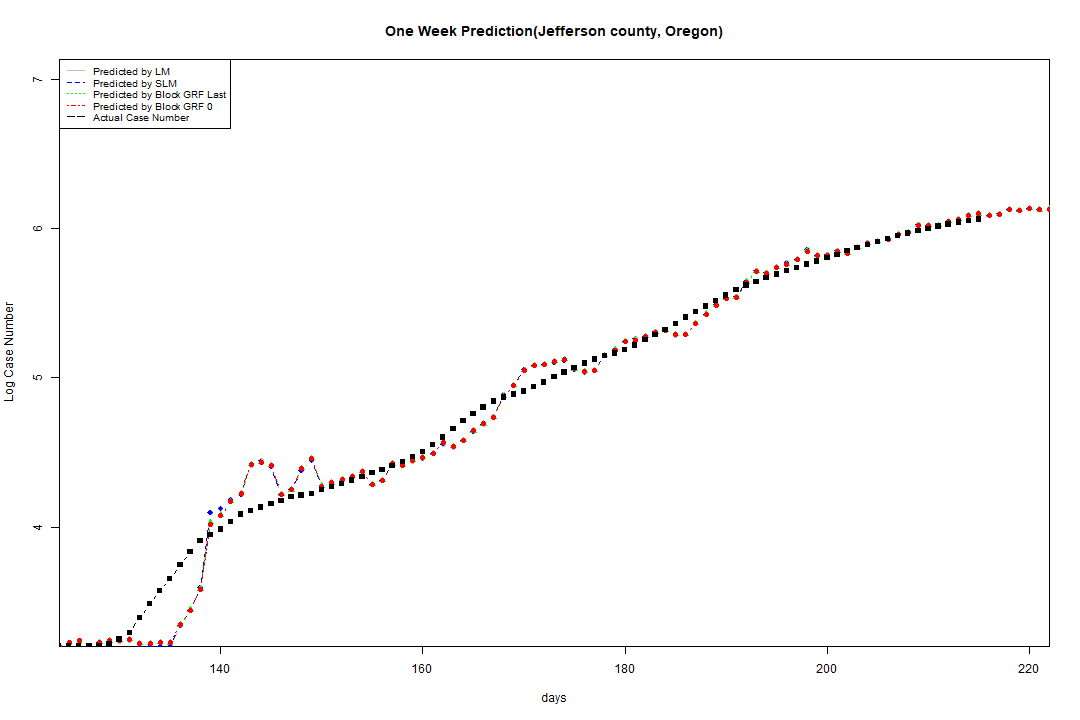 One Week Prediction(Jefferson county, Oregon)
Predicted by LM
Predicted by SLM
Predicted by Block GRF Last
Predicted by Block GRF 0
Actual Case Number
7
6
5
4
Log Case Number
140 160 180 200 220
days